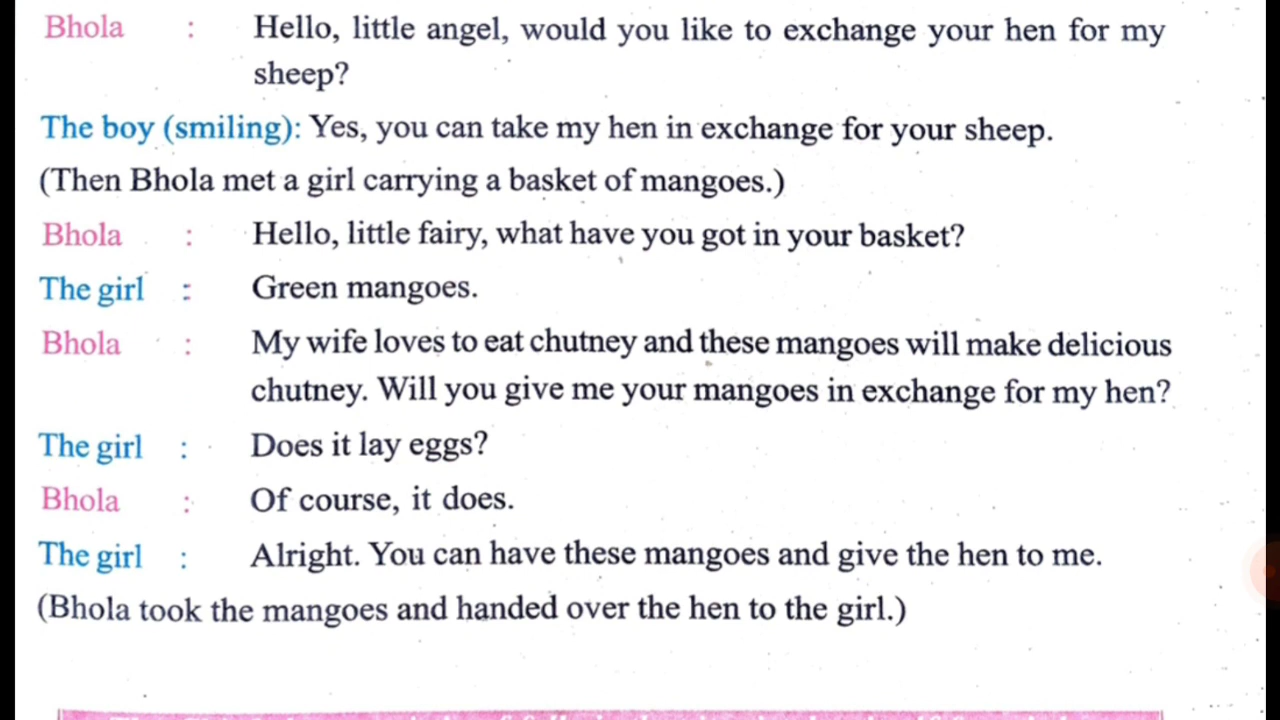 Bhola : Hello, little angel, would you like to exchange your hen for my
sheep?
The boy (smiling): Yes, you can take my hen in exchange for your sheep.
(Then Bhola met a girl carrying a basket of mangoes.)
Bhola : Hello, little fairy, what have you got in your basket?
The girl : Green mangoes.
Bhola : My wife loves to eat chutney and these mangoes will make delicious
chutney. Will you give me your mangoes in exchange for my hen?
The girl : Does it lay eggs?
Bhola : Of course, it does.
The girl : Alright. You can have these mangoes and give the hen to me.
(Bhola took the mangoes and handed over the hen to the girl.)